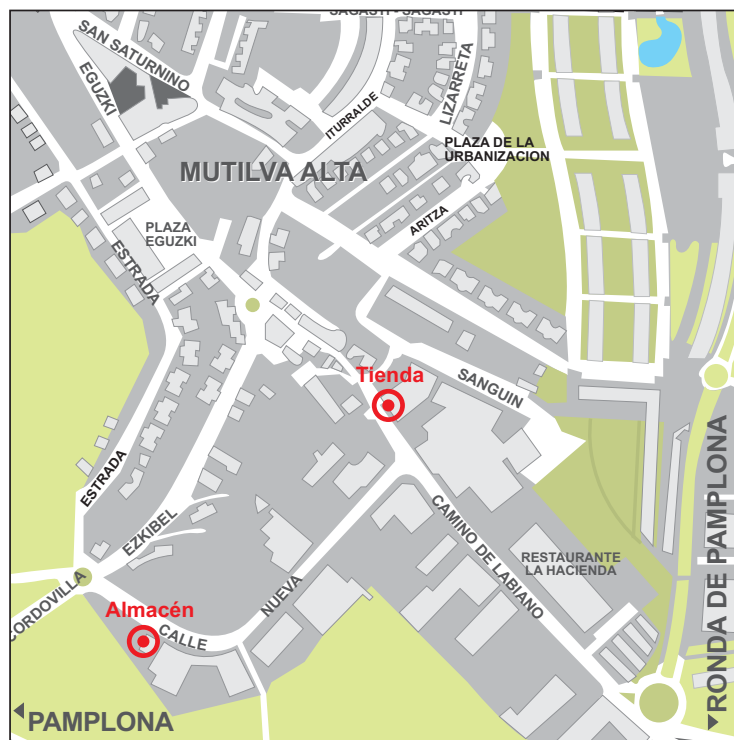 SAGASTI - SAGASTI
SAN SATURNINO
EGUZKI
LIZARRETA
ITURRALDE
PLAZA DE LA
URBANIZACION
MUTILVA ALTA
ARITZA
PLAZA
EGUZKI
ESTRADA
Tienda
SANGUIN
ESTRADA
EZKIBEL
CAMINO DE LABIANO
RESTAURANTE
LA HACIENDA
NUEVA
CORDOVILLA
Almacén
CALLE
RONDA DE PAMPLONA
PAMPLONA